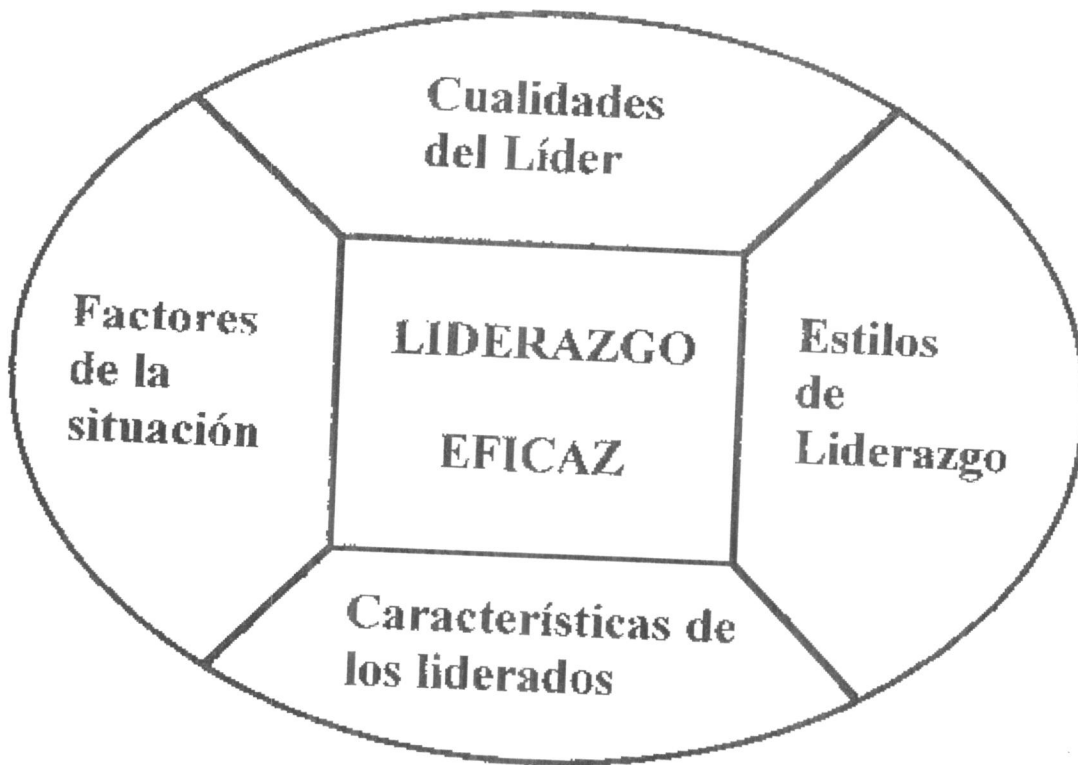 Cualidades
del Líder
Factores
de la
situación
LIDERAZGO
EFICAZ
Estilos
de
Liderazgo
Características de
los liderados